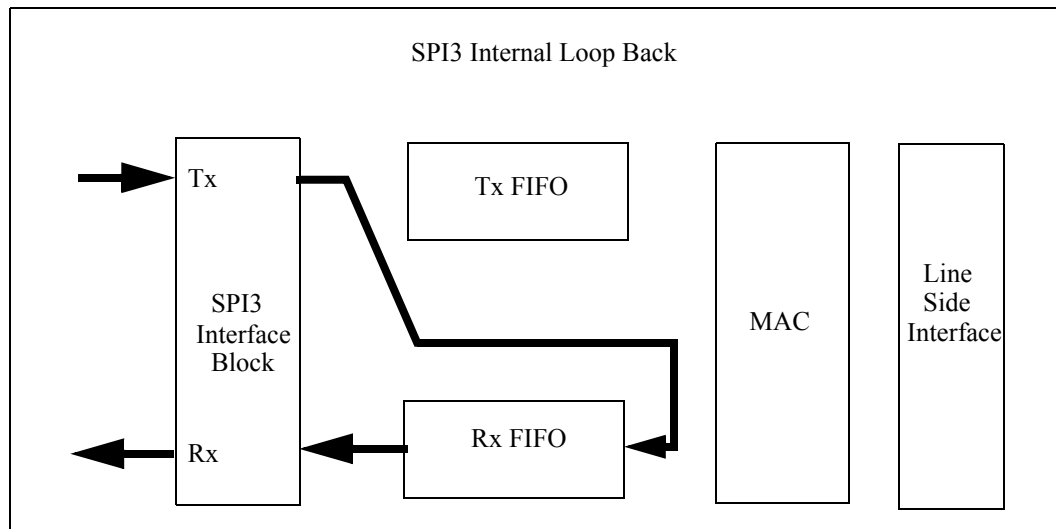 SPI3 Internal Loop Back
Tx
Tx FIFO
SPI3
Interface
Block
MAC
Line
Side
Interface
Rx
Rx FIFO